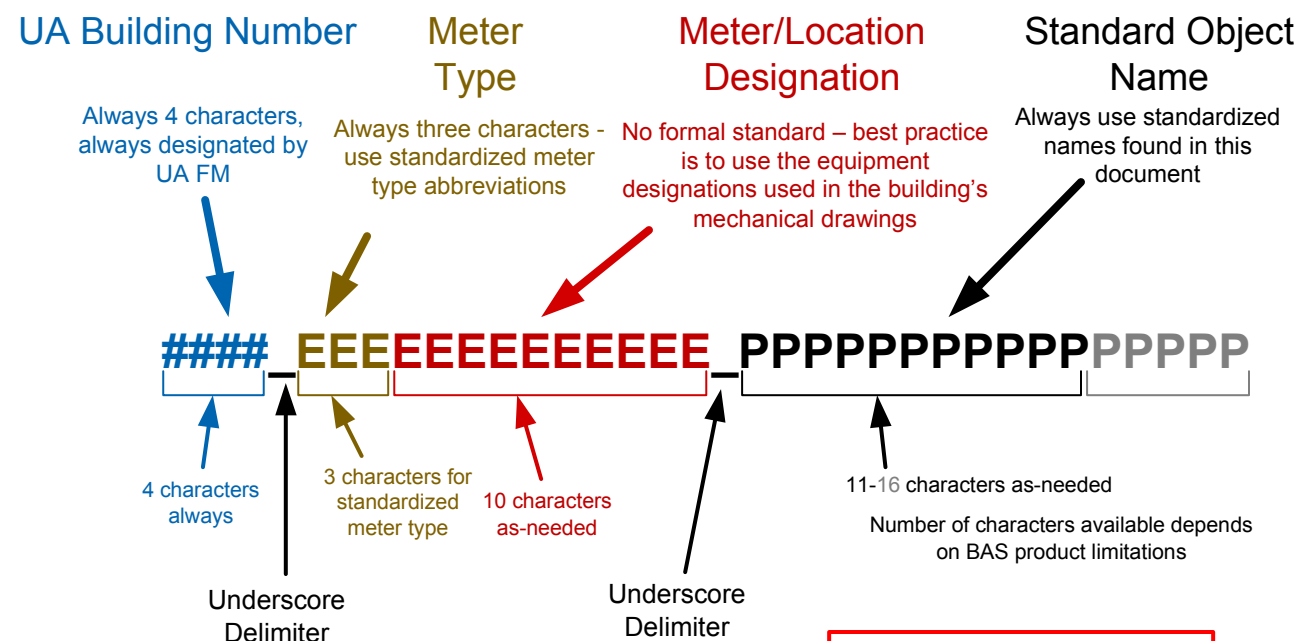 UA Building Number
Always 4 characters,
always designated by
UA FM
Meter
Type
Always three characters -
use standardized meter
type abbreviations
Meter/Location
Designation
No formal standard – best practice
is to use the equipment
designations used in the building's
mechanical drawings
Standard Object
Name
Always use standardized
names found in this
document
####_EEEEEEEEEEEEE_PPPPPPPPPPPPPPPP
4 characters
always
3 characters for
standardized
meter type
10 characters
as-needed
11-16 characters as-needed
Number of characters available depends
on BAS product limitations
Underscore
Delimiter
Underscore
Delimiter